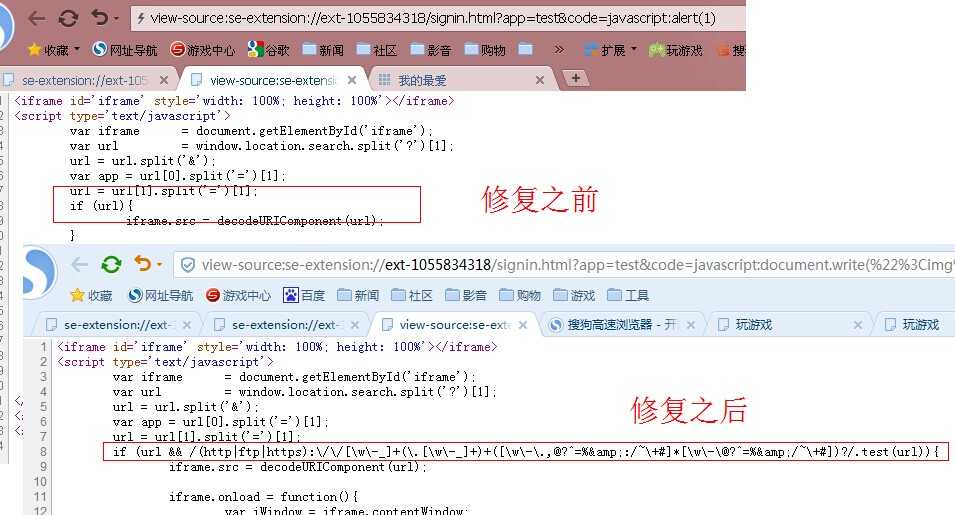 view-source:se-extension://ext-1055834318/signin.html?app=test&code=javascript:alert(1)
收藏 网址导航 游戏中心 谷歌 新闻 社区 影音 购物 » 扩展 玩游戏 搜
se-extension://ext-105 view-source:se-extensio 我的最爱
<iframe id='iframe' style='width: 100%; height: 100%'></iframe>
<script type='text/javascript'>
var iframe = document.getElementById('iframe');
var url = window.location.search.split('?')[1];
url = url.split('&');
var app = url[0].split('=')[1];
url = url[1].split('=')[1];
if (url){
iframe.src = decodeURIComponent(url);
}
修复之前
view-source:se-extension://ext-1055834318/signin.html?app=test&code=javascript:document.write(%22%3Cimg%
收藏 网址导航 游戏中心 百度 新闻 社区 影音 购物 游戏 工具
se-extension://ext-1 se-extension://ext-1 view-source:se-exte 搜狗高速浏览器 - 开 玩游戏 玩游戏
1 <iframe id='iframe' style='width: 100%; height: 100%'></iframe>
2 <script type='text/javascript'>
3 var iframe = document.getElementById('iframe');
4 var url = window.location.search.split('?')[1];
5 url = url.split('&');
6 var app = url[0].split('=')[1];
7 url = url[1].split('=')[1];
8 if (url && /(http|ftp|https):\/\/[\w\-_]+(\.[\w\-_]+)+([\w\-\.,@?^=%&amp;:/~\+#]*[\w\-\@?^=%&amp;/~\+#])?/.test(url)){
9 iframe.src = decodeURIComponent(url);
10
11 iframe.onload = function(){
12 var iWindow = iframe.contentWindow;
修复之后